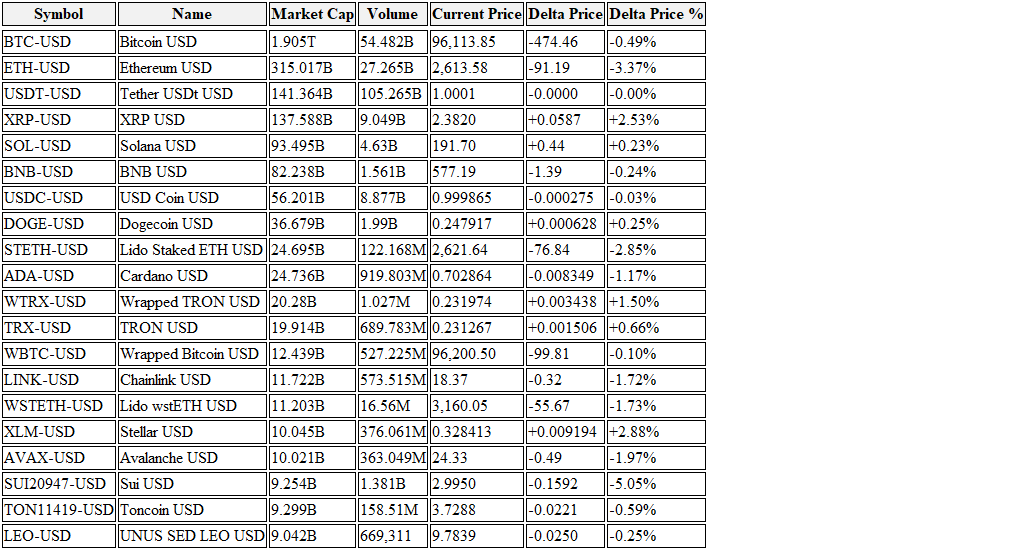 Symbol Name Market Cap Volume Current Price Delta Price Delta Price %
BTC-USD Bitcoin USD 1.905T 54.482B 96,113.85 -474.46 -0.49%
ETH-USD Ethereum USD 315.017B 27.265B 2,613.58 -91.19 -3.37%
USDT-USD Tether USDt USD 141.364B 105.265B 1.0001 -0.0000 -0.00%
XRP-USD XRP USD 137.588B 9.049B 2.3820 +0.0587 +2.53%
SOL-USD Solana USD 93.495B 4.63B 191.70 +0.44 +0.23%
BNB-USD BNB USD 82.238B 1.561B 577.19 -1.39 -0.24%
USDC-USD USD Coin USD 56.201B 8.877B 0.999865 -0.000275 -0.03%
DOGE-USD Dogecoin USD 36.679B 1.99B 0.247917 +0.000628 +0.25%
STETH-USD Lido Staked ETH USD 24.695B 122.168M 2,621.64 -76.84 -2.85%
ADA-USD Cardano USD 24.736B 919.803M 0.702864 -0.008349 -1.17%
WTRX-USD Wrapped TRON USD 20.28B 1.027M 0.231974 +0.003438 +1.50%
TRX-USD TRON USD 19.914B 689.783M 0.231267 +0.001506 +0.66%
WBTC-USD Wrapped Bitcoin USD 12.439B 527.225M 96,200.50 -99.81 -0.10%
LINK-USD Chainlink USD 11.722B 573.515M 18.37 -0.32 -1.72%
WSTETH-USD Lido wstETH USD 11.203B 16.56M 3,160.05 -55.67 -1.73%
XLM-USD Stellar USD 10.045B 376.061M 0.328413 +0.009194 +2.88%
AVAX-USD Avalanche USD 10.021B 363.049M 24.33 -0.49 -1.97%
SUI20947-USD Sui USD 9.254B 1.381B 2.9950 -0.1592 -5.05%
TON11419-USD Toncoin USD 9.299B 158.51M 3.7288 -0.0221 -0.59%
LEO-USD UNUS SED LEO USD 9.042B 669,311 9.7839 -0.0250 -0.25%